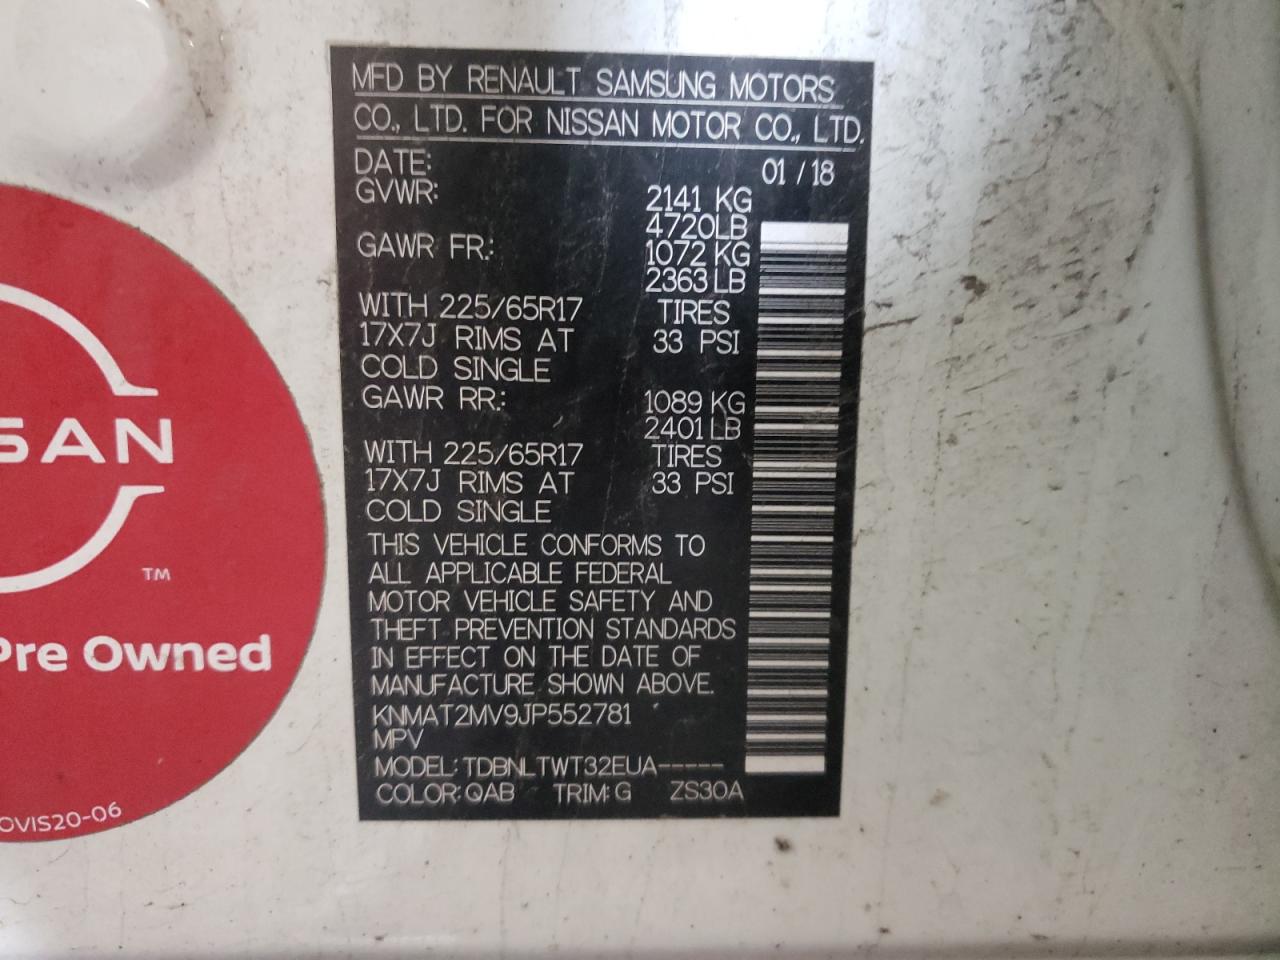 MFD BY RENAULT SAMSUNG MOTORS
CO., LTD. FOR NISSAN MOTOR CO., LTD.
DATE: 01 / 18
GVWR: 2141 KG
4720LB
GAWR FR.: 1072 KG
2363 LB
WITH 225/65R17 TIRES
17X7J RIMS AT 33 PSI
COLD SINGLE
GAWR RR.: 1089 KG
2401 LB
WITH 225/65R17 TIRES
17X7J RIMS AT 33 PSI
COLD SINGLE
THIS VEHICLE CONFORMS TO
ALL APPLICABLE FEDERAL
MOTOR VEHICLE SAFETY AND
THEFT PREVENTION STANDARDS
IN EFFECT ON THE DATE OF
MANUFACTURE SHOWN ABOVE.
KNMAT2MV9JP552781
MPV
MODEL: TDBNLTWT32EUA-----
COLOR: QAB TRIM: G ZS30A
SSAN
TM
Pre Owned
OVIS20-06